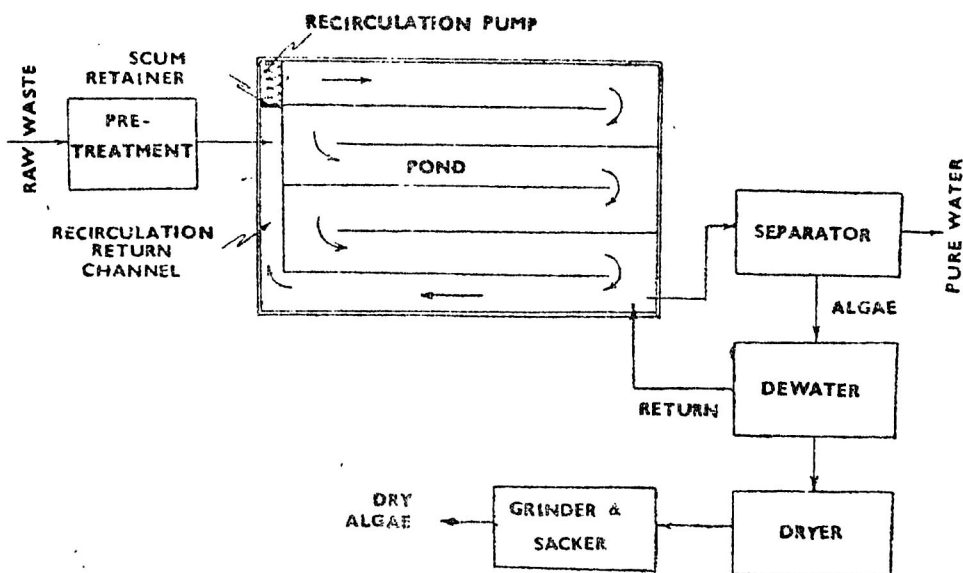 RECIRCULATION PUMP
SCUM
RETAINER
RAW WASTE
PRE-
TREATMENT
POND
RECIRCULATION
RETURN
CHANNEL
SEPARATOR
PURE WATER
ALGAE
DEWATER
RETURN
DRY
ALGAE
GRINDER &
SACKER
DRYER